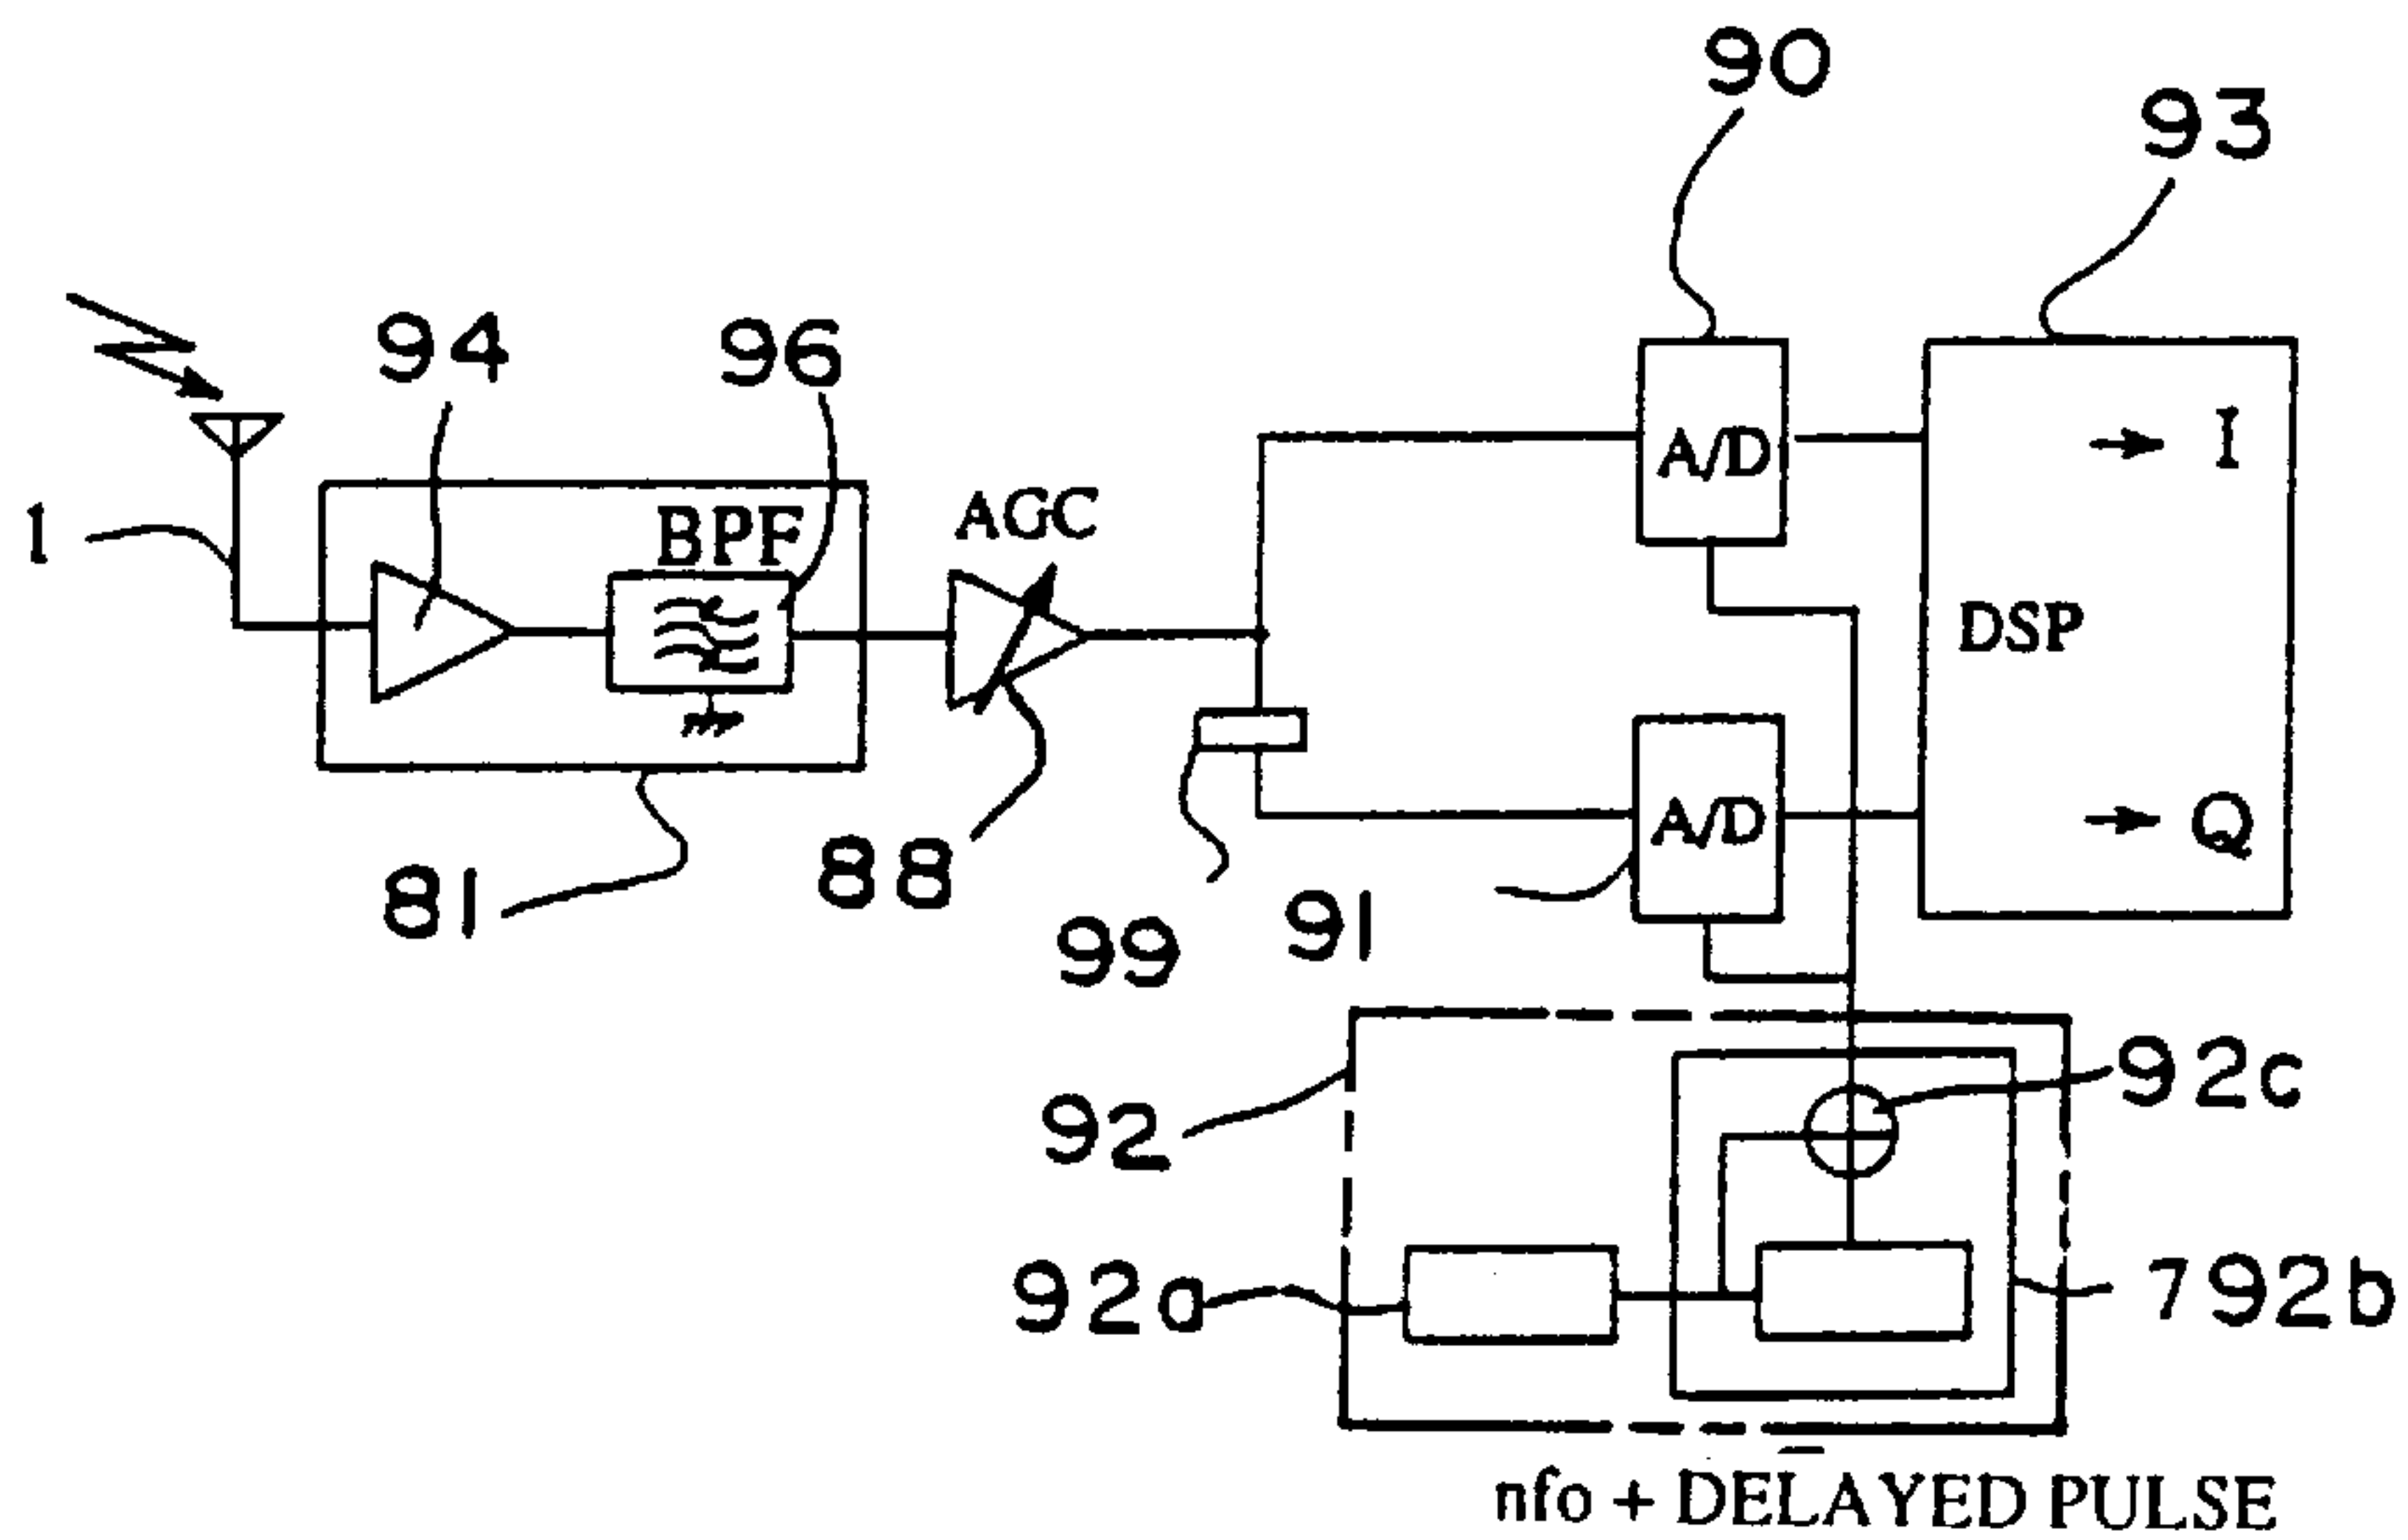 90
93
94
96
1
BPF
AGC
A/D
I
DSP
A/D
Q
81
88
99
91
92
92c
92a
792b
nfo + DELAYED PULSE